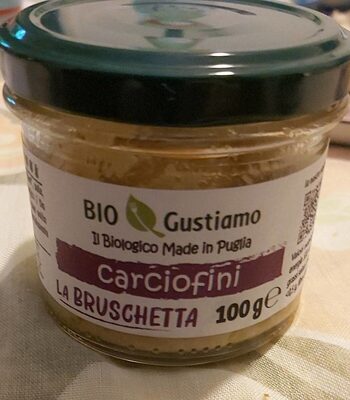 BIO Gustiamo
Il Biologico Made in Puglia
Carciofini
LA BRUSCHETTA 100g e